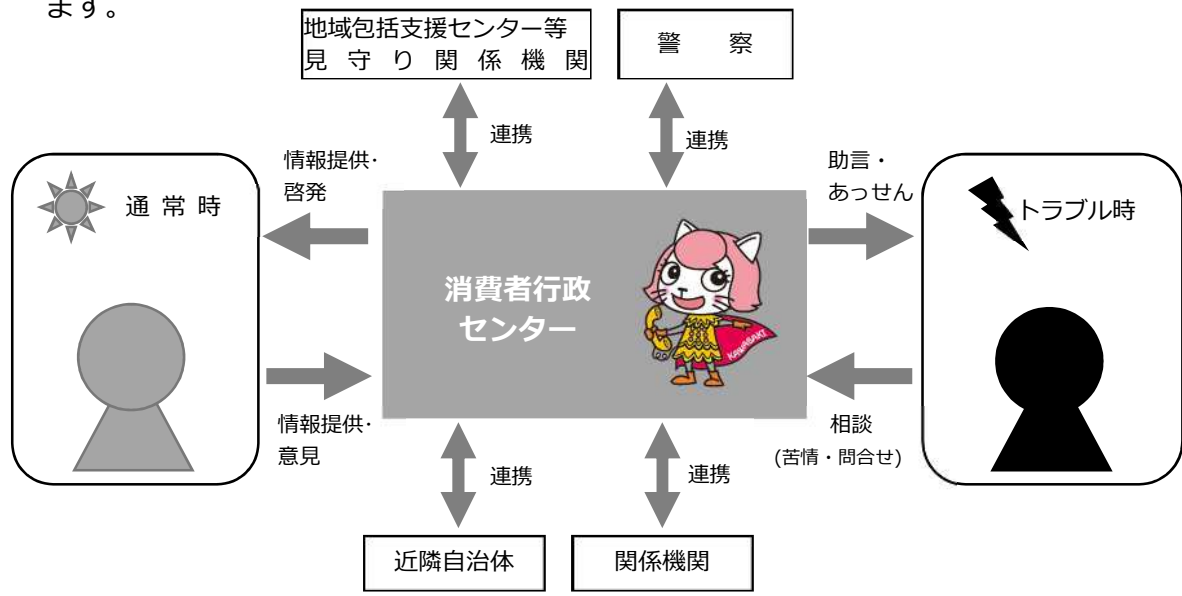 ます。
地域包括支援センター等
見守り関係機関
警察
連携
連携
情報提供・
啓発
助言・
あっせん
通常時
トラブル時
消費者行政
センター
KAWASAKI
情報提供・
意見
相談
(苦情・問合せ)
連携
連携
近隣自治体
関係機関